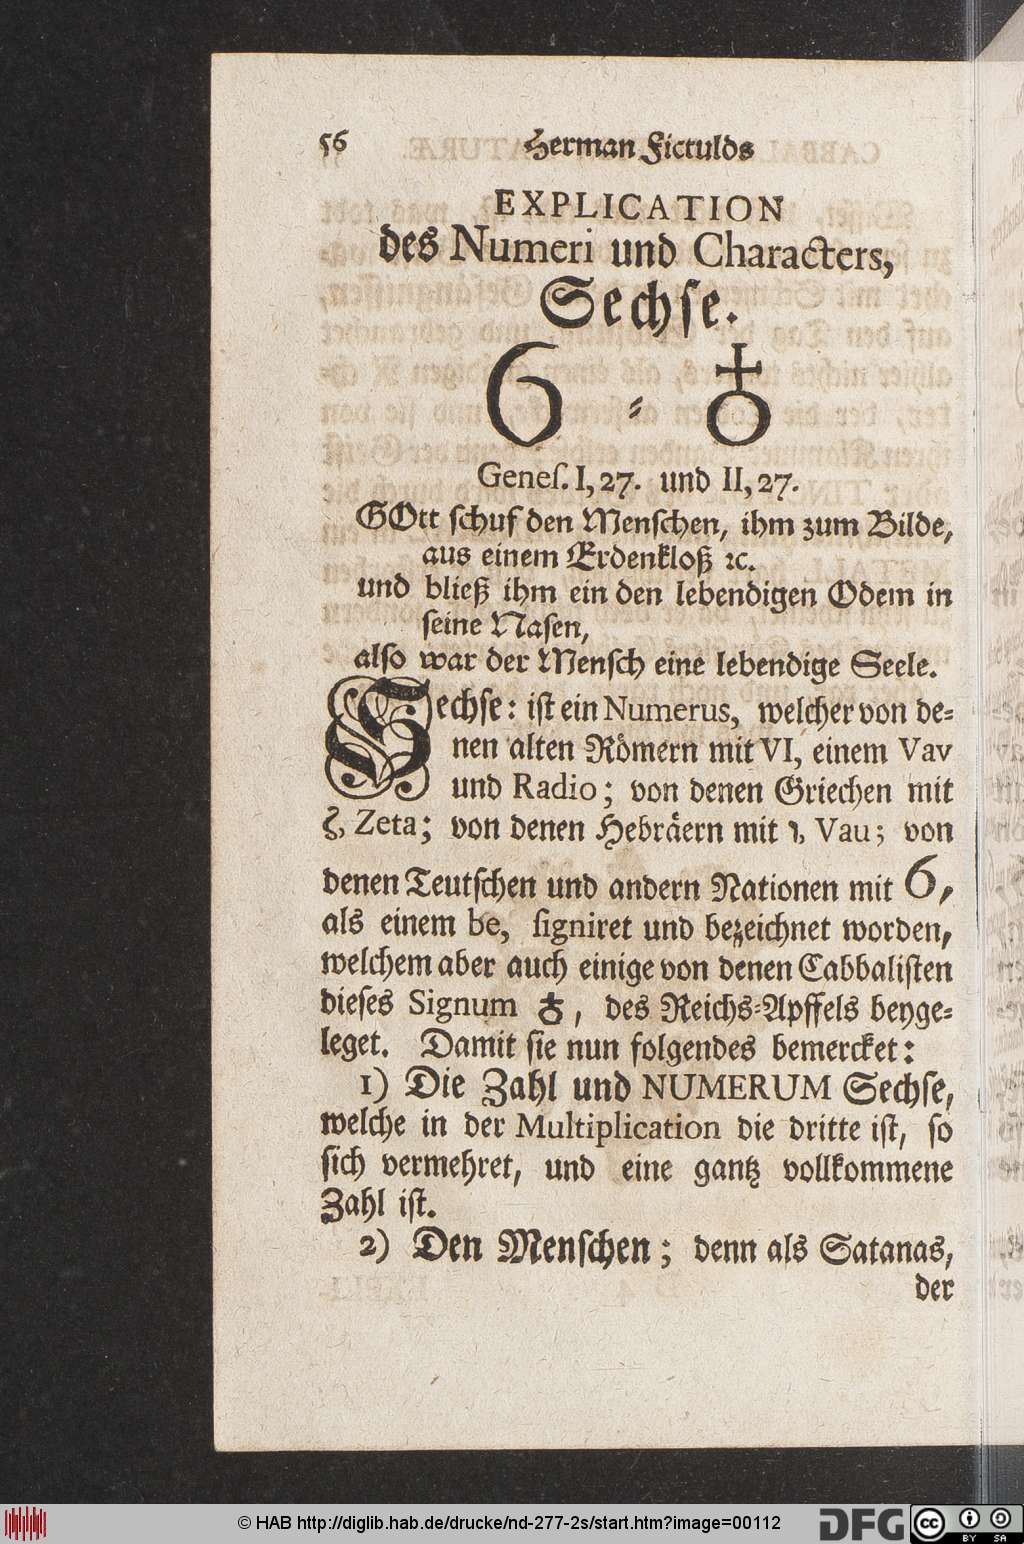 56 Herman Fictulds
EXPLICATION
des Numeri und Characters,
Sechse.
6 ⸗ ♁
Genes. I, 27. und II, 27.
GOtt schuf den Menschen, ihm zum Bilde,
aus einem Erdenkloß ꝛc.
und bließ ihm ein den lebendigen Odem in
seine Nasen,
also war der Mensch eine lebendige Seele.
Sechse: ist ein Numerus, welcher von de⸗
nen alten Römern mit VI, einem Vav
und Radio; von denen Griechen mit
ζ, Zeta; von denen Hebräern mit ו, Vau; von
denen Teutschen und andern Nationen mit 6,
als einem be, signiret und bezeichnet worden,
welchem aber auch einige von denen Cabbalisten
dieses Signum ♁, des Reichs⸗Apffels beyge⸗
leget. Damit sie nun folgendes bemercket:
1) Die Zahl und NUMERUM Sechse,
welche in der Multiplication die dritte ist, so
sich vermehret, und eine gantz vollkommene
Zahl ist.
2) Den Menschen; denn als Satanas,
der
© HAB http://diglib.hab.de/drucke/nd-277-2s/start.htm?image=00112
DFG
cc BY SA